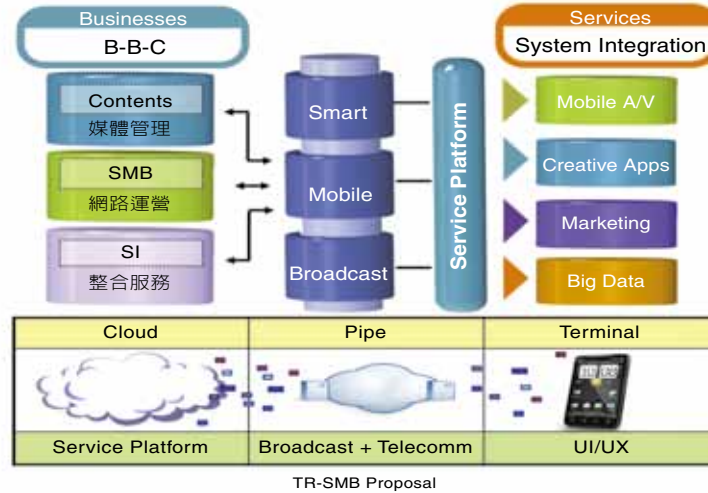 Businesses
B-B-C
Services
System Integration
Contents
媒體管理
SMB
網路運營
SI
整合服務
Smart
Mobile
Broadcast
Service Platform
Mobile A/V
Creative Apps
Marketing
Big Data
Cloud
Pipe
Terminal
Service Platform
Broadcast + Telecomm
UI/UX
TR-SMB Proposal